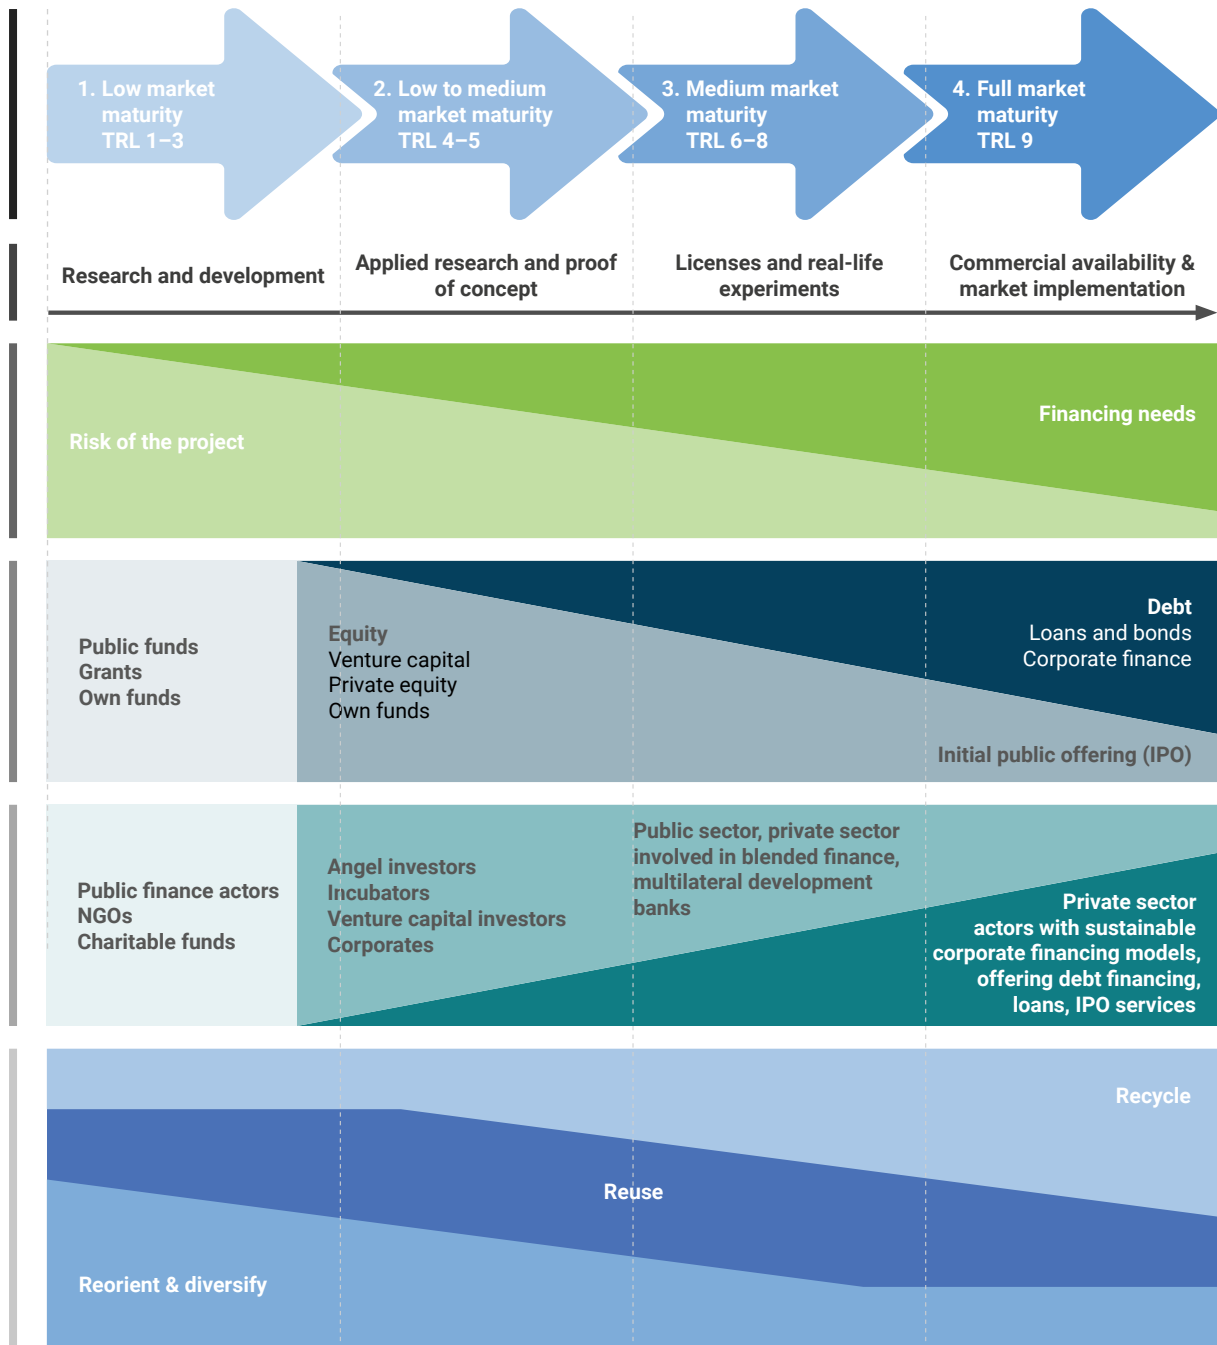 1. Low market
maturity
TRL 1–3
2. Low to medium
market maturity
TRL 4–5
3. Medium market
maturity
TRL 6–8
4. Full market
maturity
TRL 9
Research and development
Applied research and proof
of concept
Licenses and real-life
experiments
Commercial availability &
market implementation
Risk of the project
Financing needs
Public funds
Grants
Own funds
Equity
Venture capital
Private equity
Own funds
Debt
Loans and bonds
Corporate finance
Initial public offering (IPO)
Public finance actors
NGOs
Charitable funds
Angel investors
Incubators
Venture capital investors
Corporates
Public sector, private sector
involved in blended finance,
multilateral development
banks
Private sector
actors with sustainable
corporate financing models,
offering debt financing,
loans, IPO services
Recycle
Reuse
Reorient & diversify